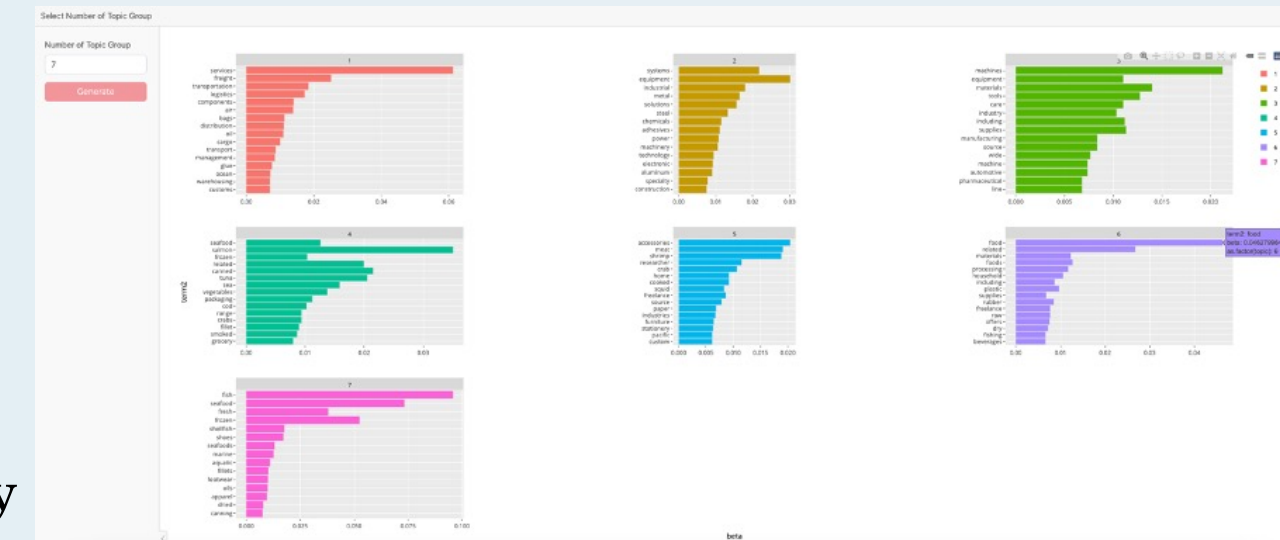 Select Number of Topic Group
Number of Topic Group
7
Generate
1
services
freight
transportation
logistics
components
air
bags
distribution
oil
cargo
transport
management
glue
ocean
warehousing
customs
0.00 0.02 0.04 0.06
2
systems
equipment
industrial
metal
solutions
steel
chemicals
adhesives
power
machinery
technology
electronic
aluminum
specialty
construction
0.00 0.01 0.02 0.03
3
machines
equipment
materials
tools
care
industry
including
supplies
manufacturing
source
wide
machine
automotive
pharmaceutical
line
0.000 0.005 0.010 0.015 0.020
1
2
3
4
5
6
7
term2
4
seafood
salmon
frozen
related
canned
tuna
sea
vegetables
packaging
cod
range
crabs
fillet
smoked
grocery
0.00 0.01 0.02 0.03
5
accessories
meat
shrimp
researcher
crab
home
cooked
squid
freelance
source
paper
industries
furniture
stationery
pacific
custom
0.000 0.005 0.010 0.015 0.020
6
food
related
materials
foods
processing
household
including
plastic
supplies
rubber
freelance
raw
offers
dry
fishing
beverages
0.00 0.01 0.02 0.03 0.04
term2: food
as.factor(topic): 6
7
fish
seafood
fresh
frozen
shellfish
shoes
seafoods
marine
aquatic
fillets
footwear
oils
apparel
dried
canning
0.000 0.025 0.050 0.075 0.100
beta
y